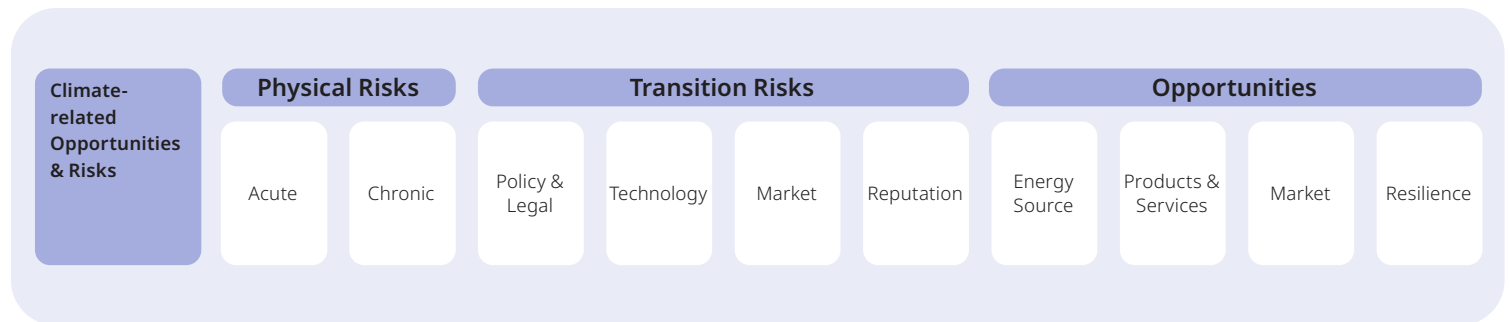 Climate-
related
Opportunities
& Risks
Physical Risks
Acute
Chronic
Transition Risks
Policy &
Legal
Technology
Market
Reputation
Opportunities
Energy
Source
Products &
Services
Market
Resilience